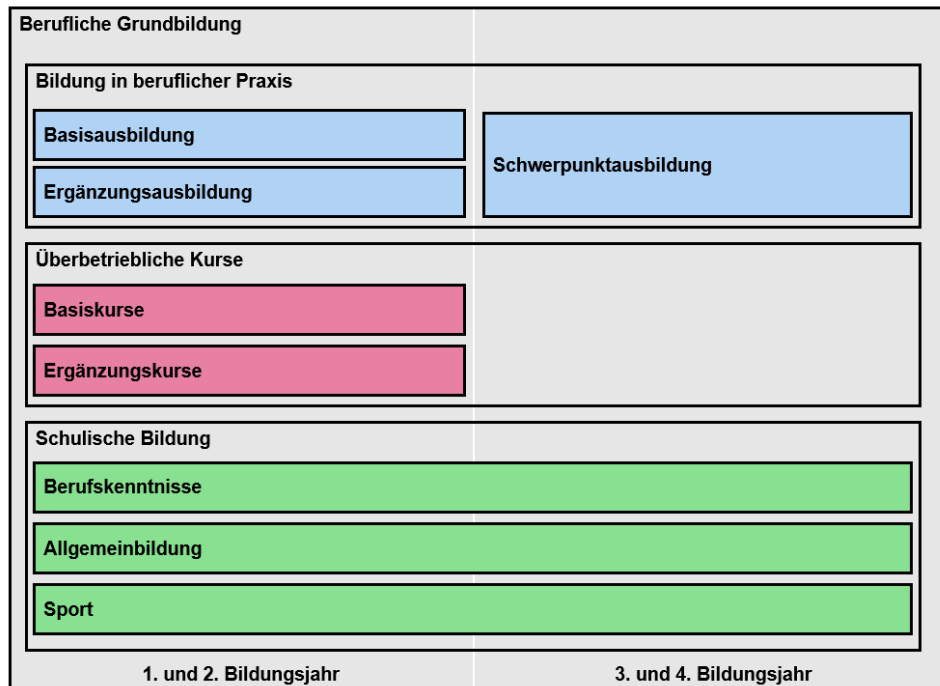 Berufliche Grundbildung
Bildung in beruflicher Praxis
Basisausbildung
Ergänzungsausbildung
Schwerpunktausbildung
Überbetriebliche Kurse
Basiskurse
Ergänzungskurse
Schulische Bildung
Berufskenntnisse
Allgemeinbildung
Sport
1. und 2. Bildungsjahr
3. und 4. Bildungsjahr